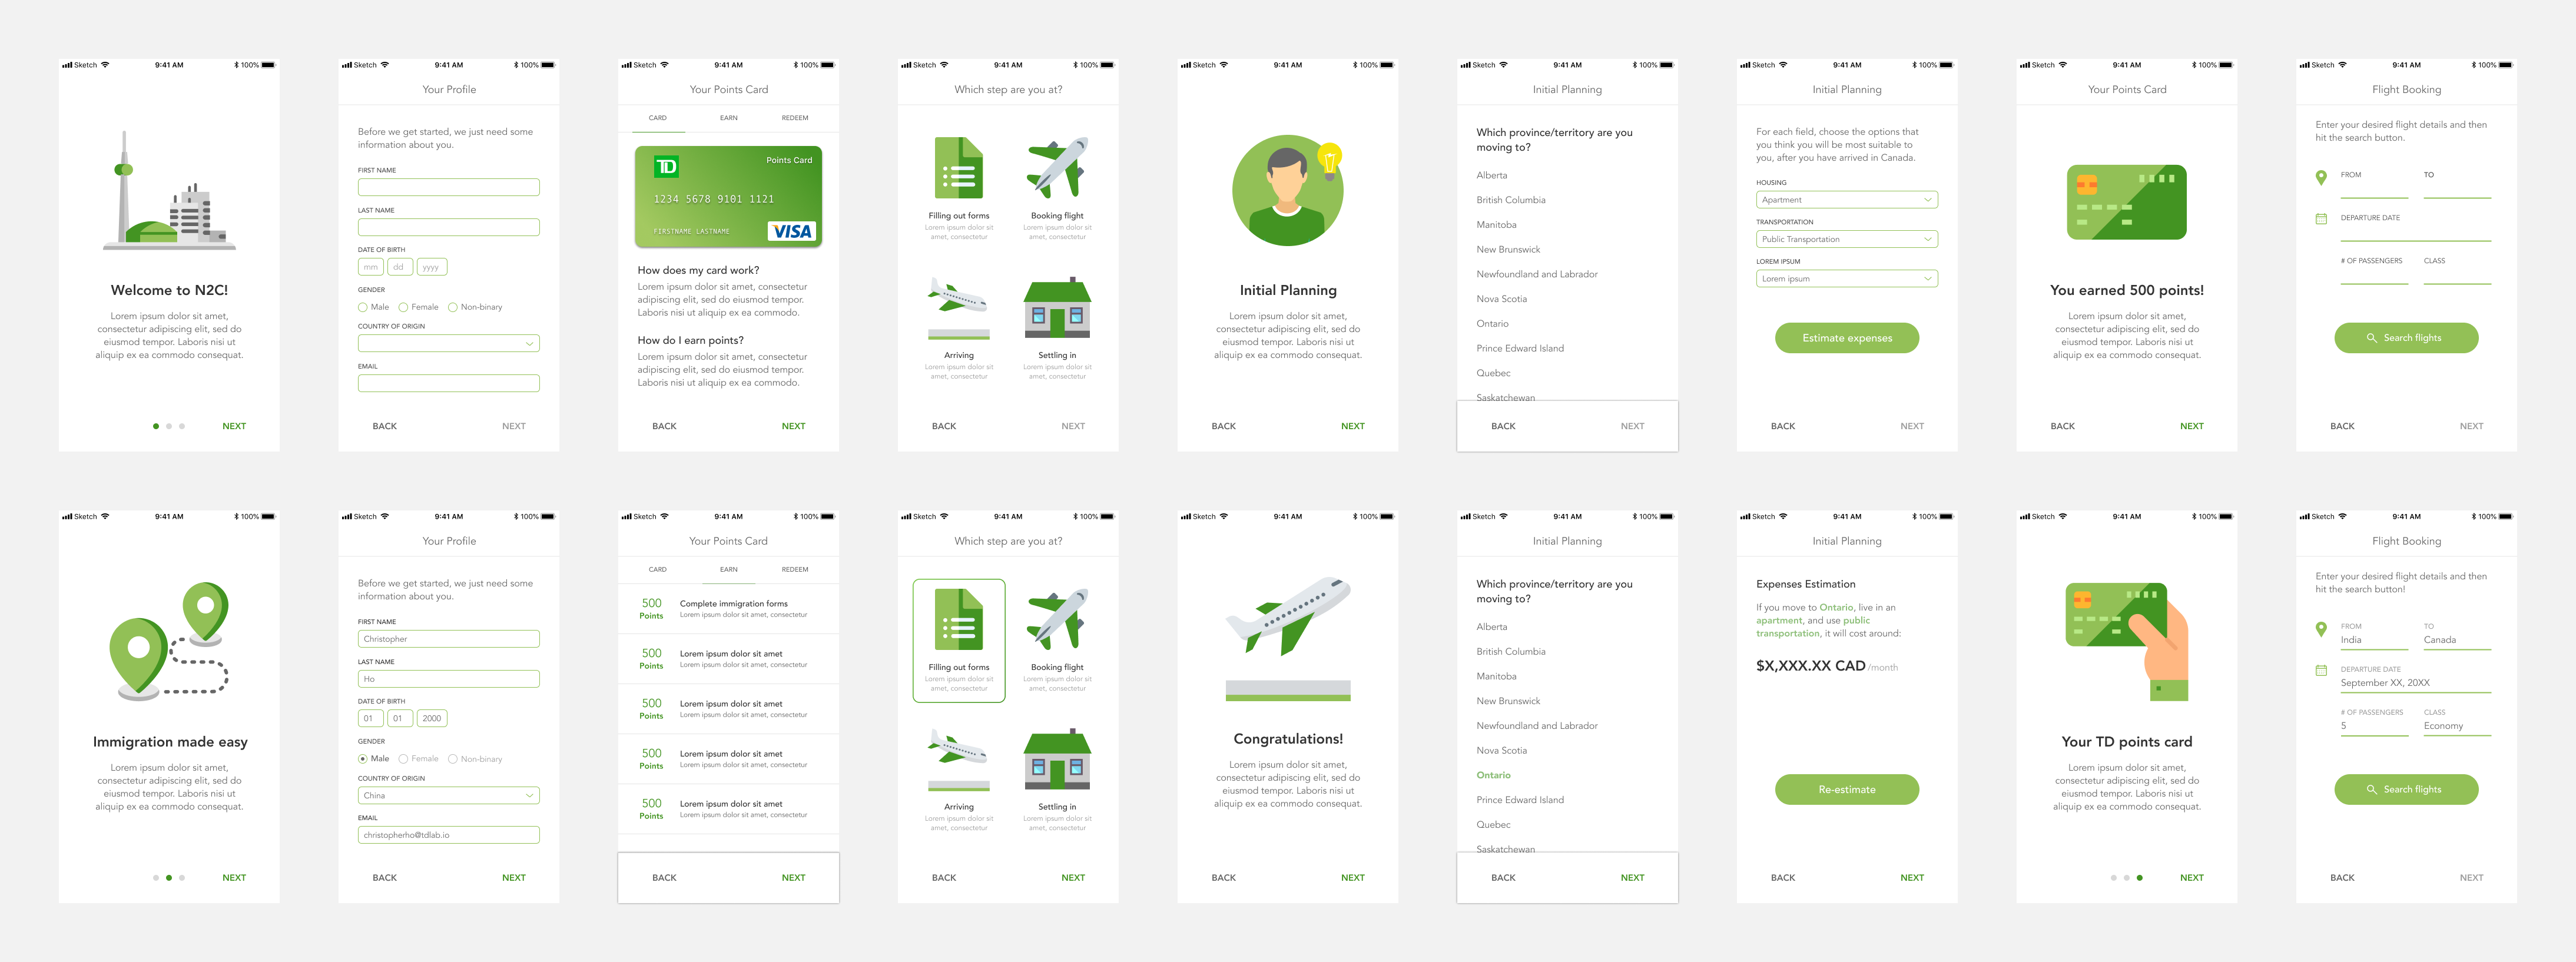 Sketch 9:41 AM 100%
Welcome to N2C!
Lorem ipsum dolor sit amet,
consectetur adipiscing elit, sed do
eiusmod tempor. Laboris nisi ut
aliquip ex ea commodo consequat.
NEXT
Sketch 9:41 AM 100%
Your Profile
Before we get started, we just need some
information about you.
FIRST NAME
LAST NAME
DATE OF BIRTH
mm dd yyyy
GENDER
Male Female Non-binary
COUNTRY OF ORIGIN
EMAIL
BACK NEXT
Sketch 9:41 AM 100%
Your Points Card
CARD EARN REDEEM
TD Points Card
1234 5678 9101 1121
FIRSTNAME LASTNAME VISA
How does my card work?
Lorem ipsum dolor sit amet, consectetur
adipiscing elit, sed do eiusmod tempor.
Laboris nisi ut aliquip ex ea commodo.
How do I earn points?
Lorem ipsum dolor sit amet, consectetur
adipiscing elit, sed do eiusmod tempor.
Laboris nisi ut aliquip ex ea commodo.
BACK NEXT
Sketch 9:41 AM 100%
Which step are you at?
Filling out forms
Lorem ipsum dolor sit
amet, consectetur
Booking flight
Lorem ipsum dolor sit
amet, consectetur
Arriving
Lorem ipsum dolor sit
amet, consectetur
Settling in
Lorem ipsum dolor sit
amet, consectetur
BACK NEXT
Sketch 9:41 AM 100%
Initial Planning
Lorem ipsum dolor sit amet,
consectetur adipiscing elit, sed do
eiusmod tempor. Laboris nisi ut
aliquip ex ea commodo consequat.
BACK NEXT
Sketch 9:41 AM 100%
Initial Planning
Which province/territory are you
moving to?
Alberta
British Columbia
Manitoba
New Brunswick
Newfoundland and Labrador
Nova Scotia
Ontario
Prince Edward Island
Quebec
Saskatchewan
BACK NEXT
Sketch 9:41 AM 100%
Initial Planning
For each field, choose the options that
you think you will be most suitable to
you, after you have arrived in Canada.
HOUSING
Apartment
TRANSPORTATION
Public Transportation
LOREM IPSUM
Lorem ipsum
Estimate expenses
BACK NEXT
Sketch 9:41 AM 100%
Your Points Card
You earned 500 points!
Lorem ipsum dolor sit amet,
consectetur adipiscing elit, sed do
eiusmod tempor. Laboris nisi ut
aliquip ex ea commodo consequat.
BACK NEXT
Sketch 9:41 AM 100%
Flight Booking
Enter your desired flight details and then
hit the search button.
FROM TO
DEPARTURE DATE
# OF PASSENGERS CLASS
Search flights
BACK NEXT
Sketch 9:41 AM 100%
Immigration made easy
Lorem ipsum dolor sit amet,
consectetur adipiscing elit, sed do
eiusmod tempor. Laboris nisi ut
aliquip ex ea commodo consequat.
NEXT
Sketch 9:41 AM 100%
Your Profile
Before we get started, we just need some
information about you.
FIRST NAME
Christopher
LAST NAME
Ho
DATE OF BIRTH
01 01 2000
GENDER
Male Female Non-binary
COUNTRY OF ORIGIN
China
EMAIL
christopherho@tdlab.io
BACK NEXT
Sketch 9:41 AM 100%
Your Points Card
CARD EARN REDEEM
500 Complete immigration forms
Points Lorem ipsum dolor sit amet, consectetur
500 Lorem ipsum dolor sit amet
Points Lorem ipsum dolor sit amet, consectetur
500 Lorem ipsum dolor sit amet
Points Lorem ipsum dolor sit amet, consectetur
500 Lorem ipsum dolor sit amet
Points Lorem ipsum dolor sit amet, consectetur
500 Lorem ipsum dolor sit amet
Points Lorem ipsum dolor sit amet, consectetur
BACK NEXT
Sketch 9:41 AM 100%
Which step are you at?
Filling out forms
Lorem ipsum dolor sit
amet, consectetur
Booking flight
Lorem ipsum dolor sit
amet, consectetur
Arriving
Lorem ipsum dolor sit
amet, consectetur
Settling in
Lorem ipsum dolor sit
amet, consectetur
BACK NEXT
Sketch 9:41 AM 100%
Congratulations!
Lorem ipsum dolor sit amet,
consectetur adipiscing elit, sed do
eiusmod tempor. Laboris nisi ut
aliquip ex ea commodo consequat.
BACK NEXT
Sketch 9:41 AM 100%
Initial Planning
Which province/territory are you
moving to?
Alberta
British Columbia
Manitoba
New Brunswick
Newfoundland and Labrador
Nova Scotia
Ontario
Prince Edward Island
Quebec
Saskatchewan
BACK NEXT
Sketch 9:41 AM 100%
Initial Planning
Expenses Estimation
If you move to Ontario, live in an
apartment, and use public
transportation, it will cost around:
$X,XXX.XX CAD /month
Re-estimate
BACK NEXT
Sketch 9:41 AM 100%
Your TD points card
Lorem ipsum dolor sit amet,
consectetur adipiscing elit, sed do
eiusmod tempor. Laboris nisi ut
aliquip ex ea commodo consequat.
NEXT
Sketch 9:41 AM 100%
Flight Booking
Enter your desired flight details and then
hit the search button!
FROM TO
India Canada
DEPARTURE DATE
September XX, 20XX
# OF PASSENGERS CLASS
5 Economy
Search flights
BACK NEXT